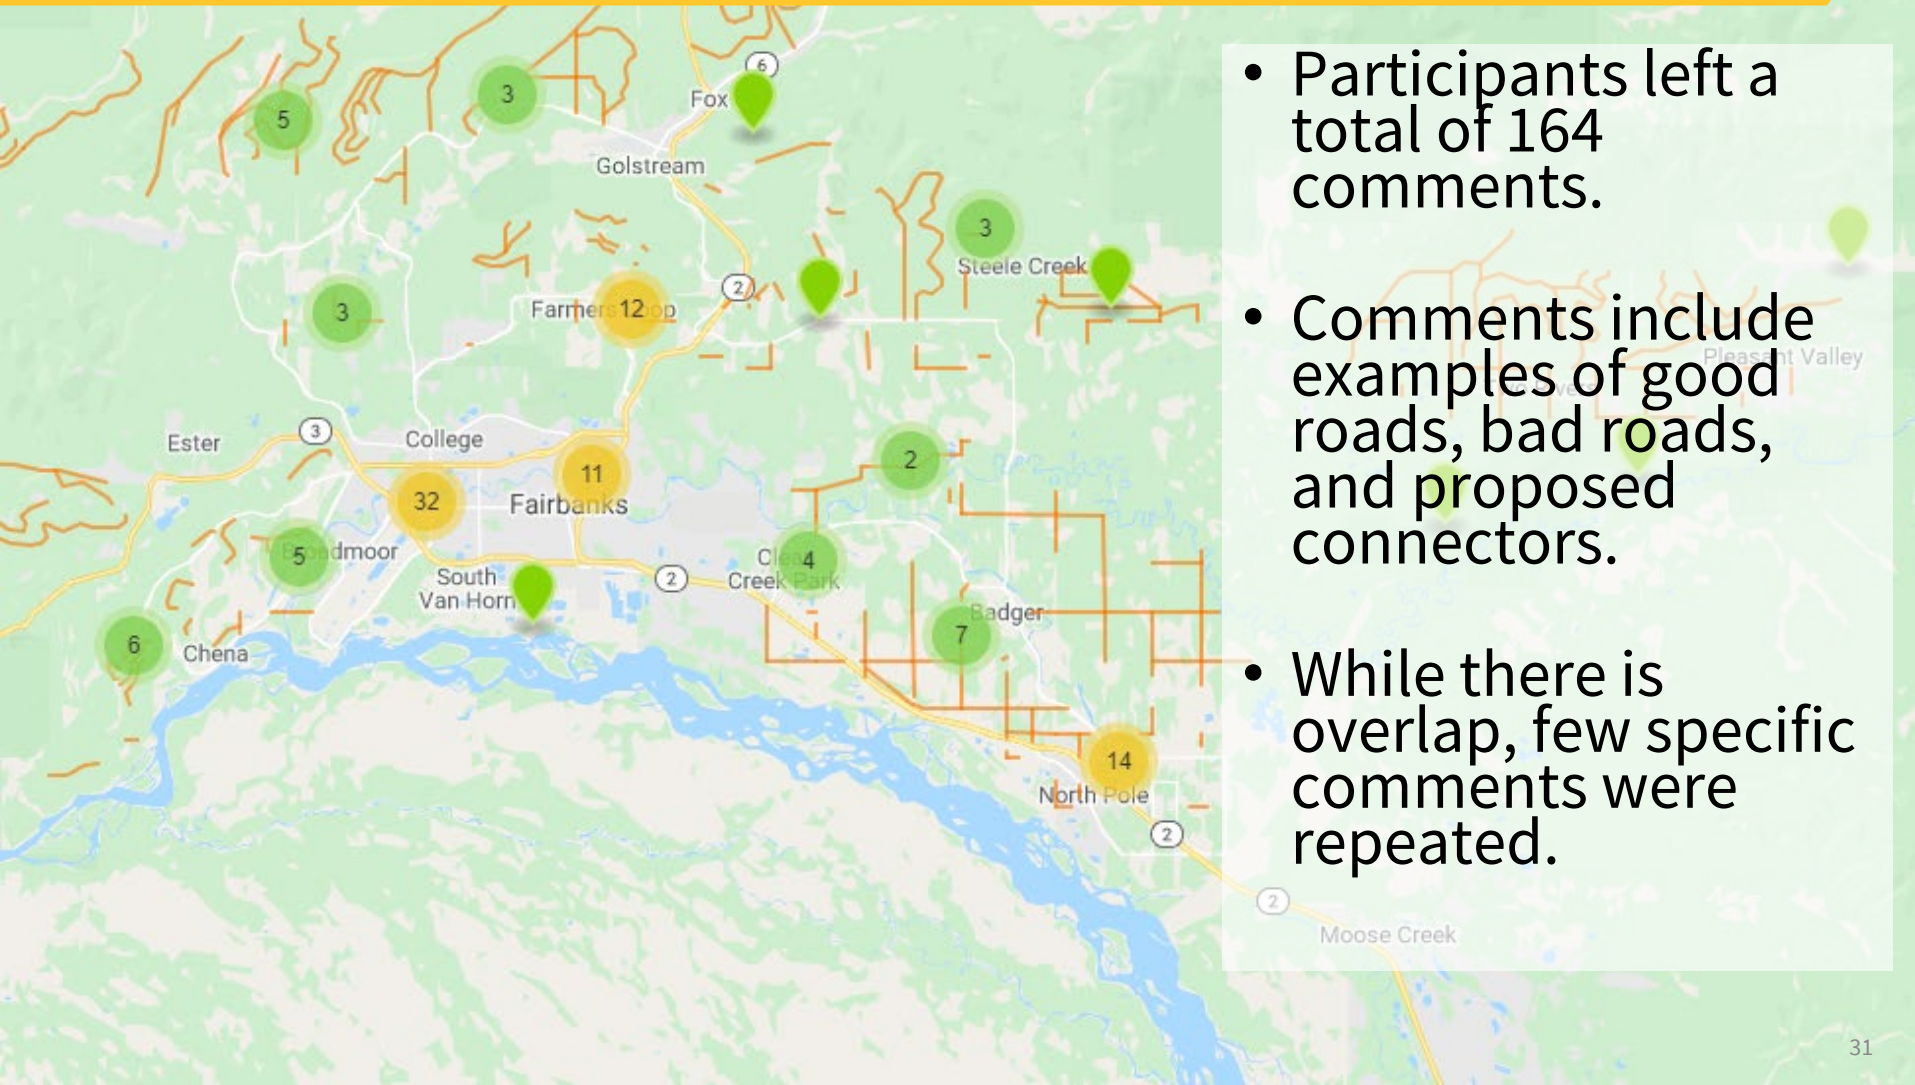 6
3
Fox
5
Golstream
3
Steele Creek
2
3
12
Pleasant Valley
Ester
3
College
2
11
32
Fairbanks
5
4
Creek Park
South
Van Horn
2
Badger
7
6
Chena
14
North Pole
2
2
Moose Creek
• Participants left a
total of 164
comments.
• Comments include
examples of good
roads, bad roads,
and proposed
connectors.
• While there is
overlap, few specific
comments were
repeated.
31